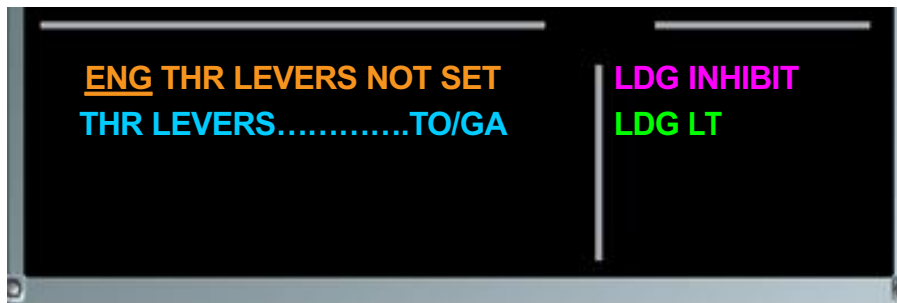 ENG THR LEVERS NOT SET
THR LEVERS.............TO/GA
LDG INHIBIT
LDG LT